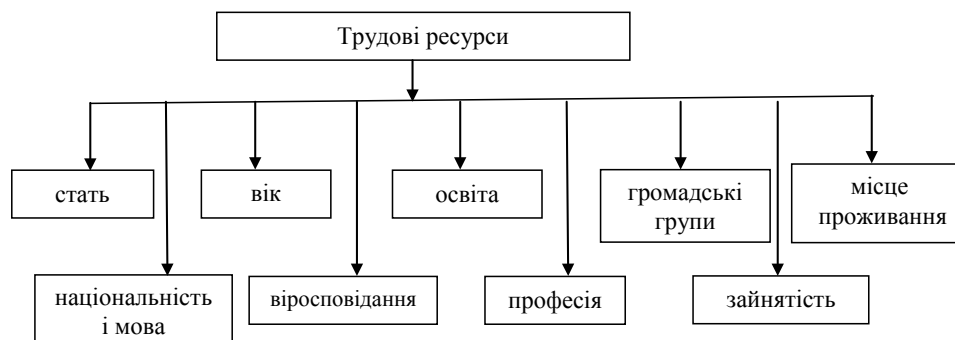 Трудові ресурси
стать
вік
освіта
громадські
групи
місце
проживання
національність
і мова
віросповідання
професія
зайнятість